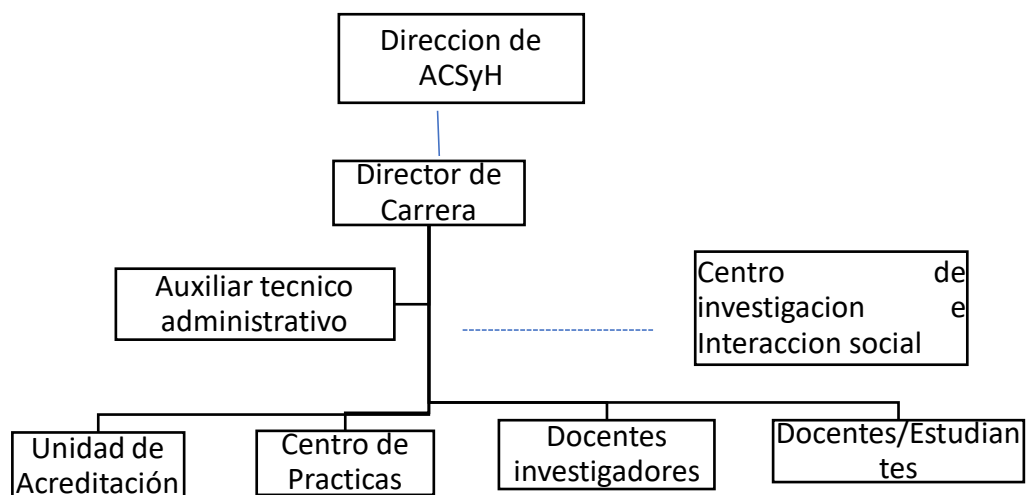 Direccion de
ACSyH
Director de
Carrera
Auxiliar tecnico
administrativo
Centro de
investigacion e
Interaccion social
Unidad de
Acreditación
Centro de
Practicas
Docentes
investigadores
Docentes/Estudian
tes